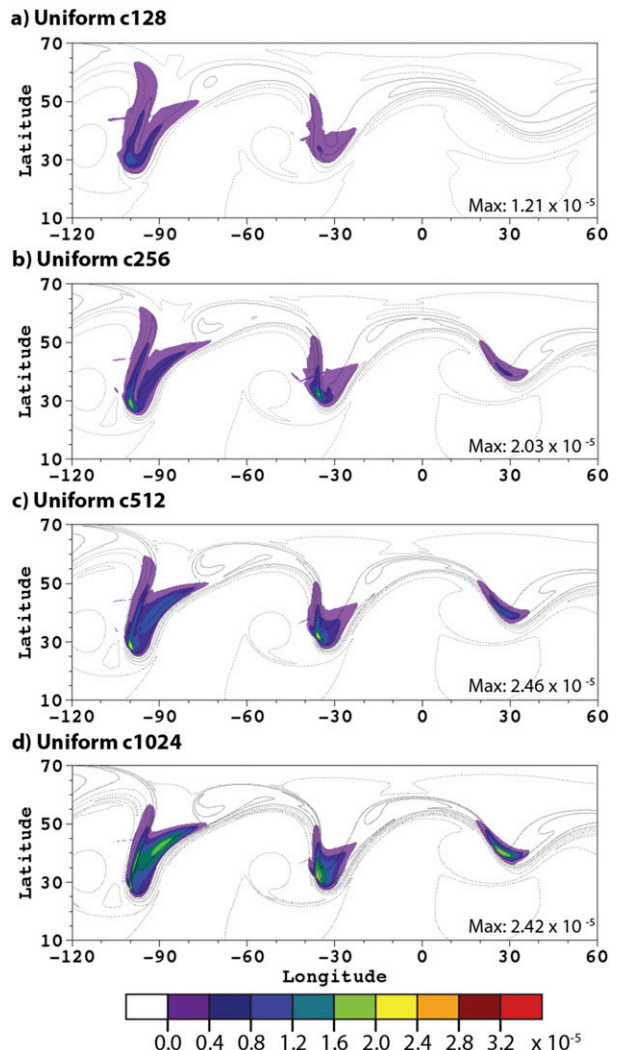 a) Uniform c128
70
50
30
10
Latitude
-120 -90 -60 -30 0 30 60
Max: 1.21 x 10 -5
b) Uniform c256
70
50
30
10
Latitude
-120 -90 -60 -30 0 30 60
Max: 2.03 x 10 -5
c) Uniform c512
70
50
30
10
Latitude
-120 -90 -60 -30 0 30 60
Max: 2.46 x 10 -5
d) Uniform c1024
70
50
30
10
Latitude
-120 -90 -60 -30 0 30 60
Max: 2.42 x 10 -5
Longitude
0.0 0.4 0.8 1.2 1.6 2.0 2.4 2.8 3.2 x 10 -5